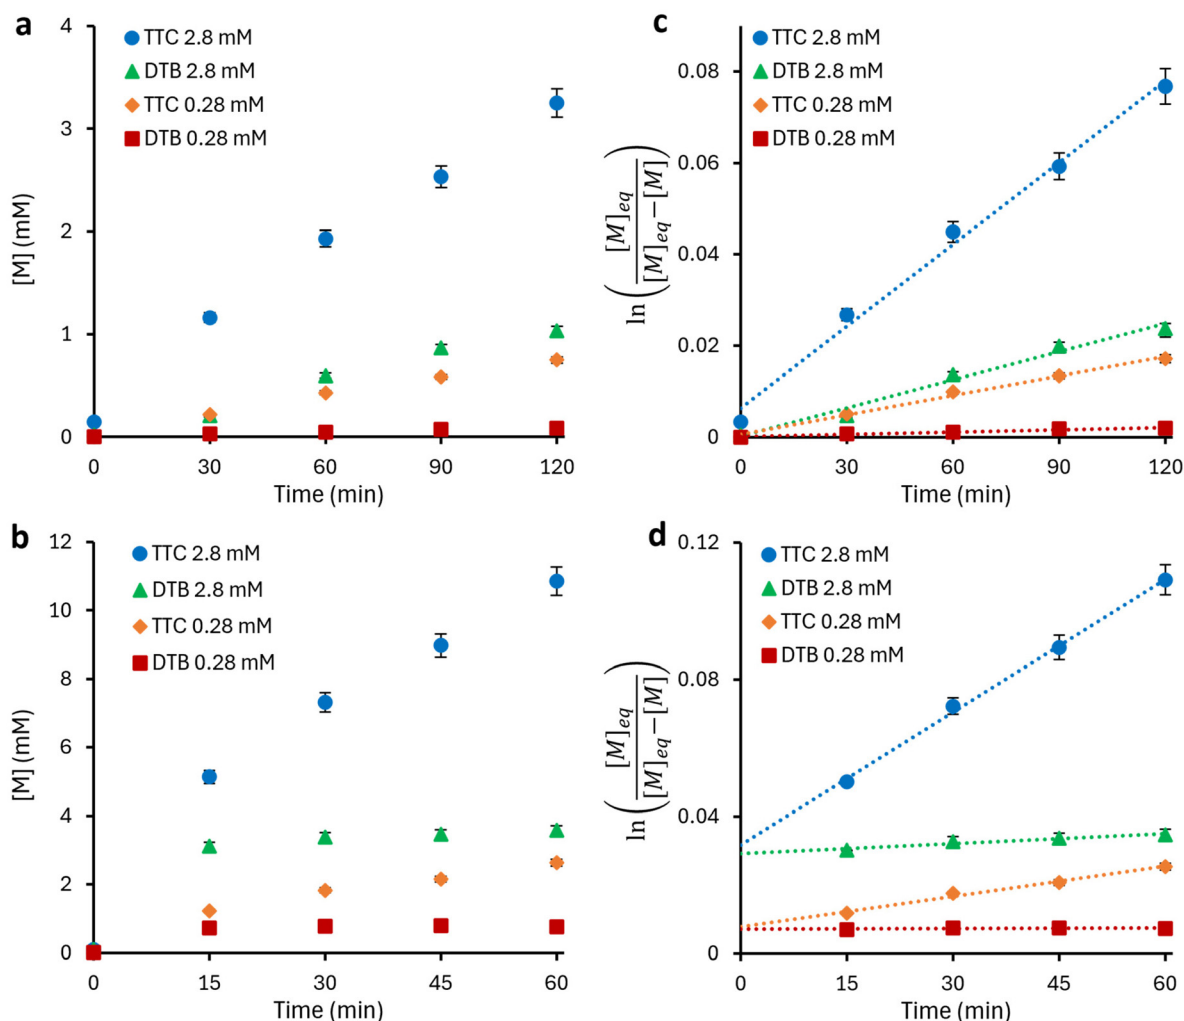 a
4
3
2
1
0
[M] (mM)
TTC 2.8 mM
DTB 2.8 mM
TTC 0.28 mM
DTB 0.28 mM
0 30 60 90 120
Time (min)
c
0.08
0.06
0.04
0.02
0
ln ( [M]eq / [M]eq−[M] )
TTC 2.8 mM
DTB 2.8 mM
TTC 0.28 mM
DTB 0.28 mM
0 30 60 90 120
Time (min)
b
12
10
8
6
4
2
0
[M] (mM)
TTC 2.8 mM
DTB 2.8 mM
TTC 0.28 mM
DTB 0.28 mM
0 15 30 45 60
Time (min)
d
0.12
0.08
0.04
0
ln ( [M]eq / [M]eq−[M] )
TTC 2.8 mM
DTB 2.8 mM
TTC 0.28 mM
DTB 0.28 mM
0 15 30 45 60
Time (min)